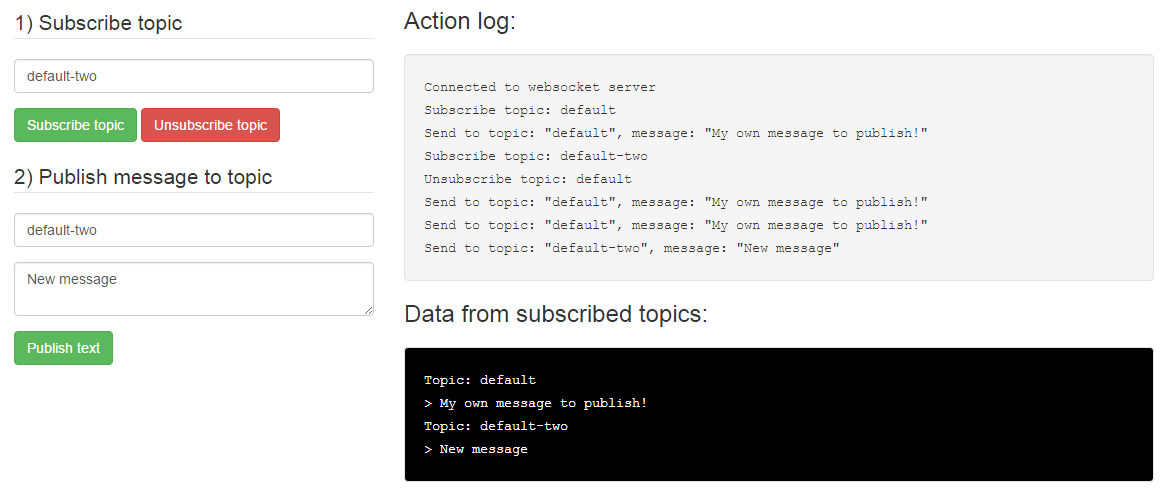 1) Subscribe topic
default-two
Subscribe topic Unsubscribe topic
2) Publish message to topic
default-two
New message
Publish text
Action log:
Connected to websocket server
Subscribe topic: default
Send to topic: "default", message: "My own message to publish!"
Subscribe topic: default-two
Unsubscribe topic: default
Send to topic: "default", message: "My own message to publish!"
Send to topic: "default", message: "My own message to publish!"
Send to topic: "default-two", message: "New message"
Data from subscribed topics:
Topic: default
> My own message to publish!
Topic: default-two
> New message